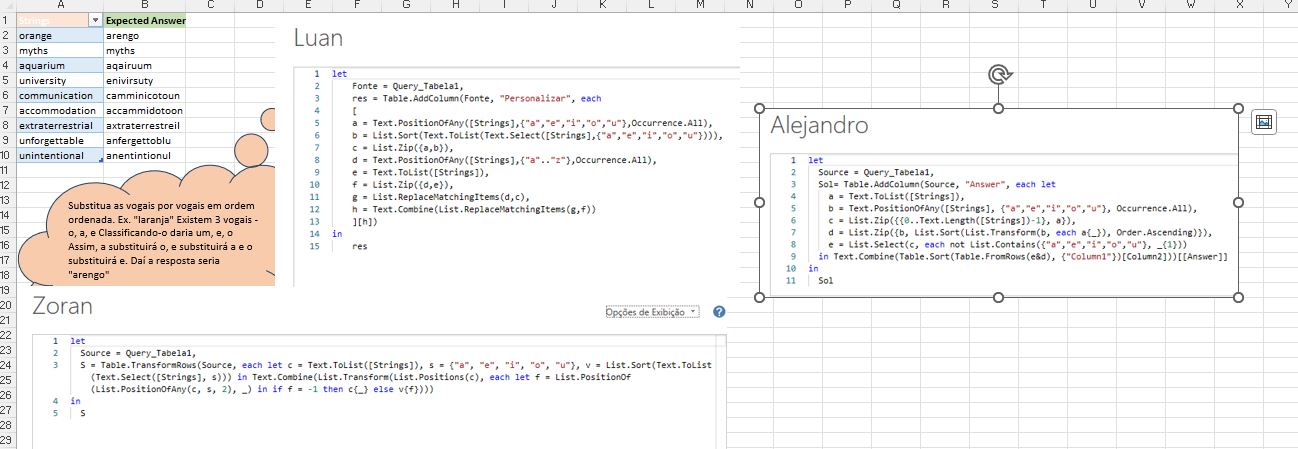 A B C D E F G H I J K L M N O P Q R S T U V W X Y
1 Strings Expected Answer
2 orange arengo
3 myths myths
4 aquarium aqairuum
5 university enivirsuty
6 communication camminicotoun
7 accommodation accammidotoon
8 extraterrestrial axtraterrestreil
9 unforgettable anfergettoblu
10 unintentional anentintionul
11
12
13
14
15
16
17
18
19
20
21
22
23
24
25
26
27
28
29
Substitua as vogais por vogais em ordem
ordenada. Ex. "laranja" Existem 3 vogais -
o, a, e Classificando-o daria um, e, o
Assim, a substituirá o, e substituirá a e o
substituirá e. Daí a resposta seria
"arengo"
Luan
1 let
2 Fonte = Query_Tabela1,
3 res = Table.AddColumn(Fonte, "Personalizar", each
4 [
5 a = Text.PositionOfAny([Strings],{"a","e","i","o","u"},Occurrence.All),
6 b = List.Sort(Text.ToList(Text.Select([Strings],{"a","e","i","o","u"}))),
7 c = List.Zip({a,b}),
8 d = Text.PositionOfAny([Strings],{"a".."z"},Occurrence.All),
9 e = Text.ToList([Strings]),
10 f = List.Zip({d,e}),
11 g = List.ReplaceMatchingItems(d,c),
12 h = Text.Combine(List.ReplaceMatchingItems(g,f))
13 ][h])
14 in
15 res
Alejandro
1 let
2 Source = Query_Tabela1,
3 Sol= Table.AddColumn(Source, "Answer", each let
4 a = Text.ToList([Strings]),
5 b = Text.PositionOfAny([Strings], {"a","e","i","o","u"}, Occurrence.All),
6 c = List.Zip({{0..Text.Length([Strings])-1}, a}),
7 d = List.Zip({b, List.Sort(List.Transform(b, each a{_}), Order.Ascending)}),
8 e = List.Select(c, each not List.Contains({"a","e","i","o","u"}, _{1}))
9 in Text.Combine(Table.Sort(Table.FromRows(e&d), {"Column1"})[Column2]))[[Answer]]
10 in
11 Sol
Zoran
Opções de Exibição
?
1 let
2 Source = Query_Tabela1,
3 S = Table.TransformRows(Source, each let c = Text.ToList([Strings]), s = {"a", "e", "i", "o", "u"}, v = List.Sort(Text.ToList
(Text.Select([Strings], s))) in Text.Combine(List.Transform(List.Positions(c), each let f = List.PositionOf
(List.PositionOfAny(c, s, 2), _) in if f = -1 then c{_} else v{f})))
4 in
5 S